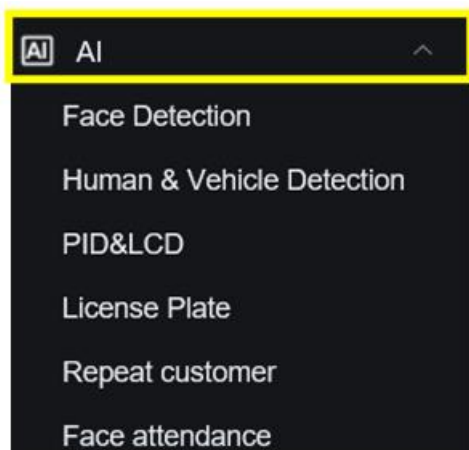 AI AI
Face Detection
Human & Vehicle Detection
PID&LCD
License Plate
Repeat customer
Face attendance